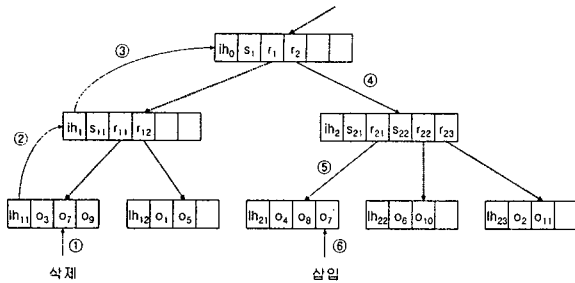 ③
ih₀ s₁ r₁ r₂
④
②
ih₁ s₁₁ r₁₁ r₁₂
ih₂ s₂₁ r₂₁ s₂₂ r₂₂ r₂₃
⑤
ih₁₁ o₃ o₇ o₉
ih₁₂ o₁ o₅
ih₂₁ o₄ o₈ o₇
ih₂₂ o₆ o₁₀
ih₂₃ o₂ o₁₁
①
⑥
삭제
삽입